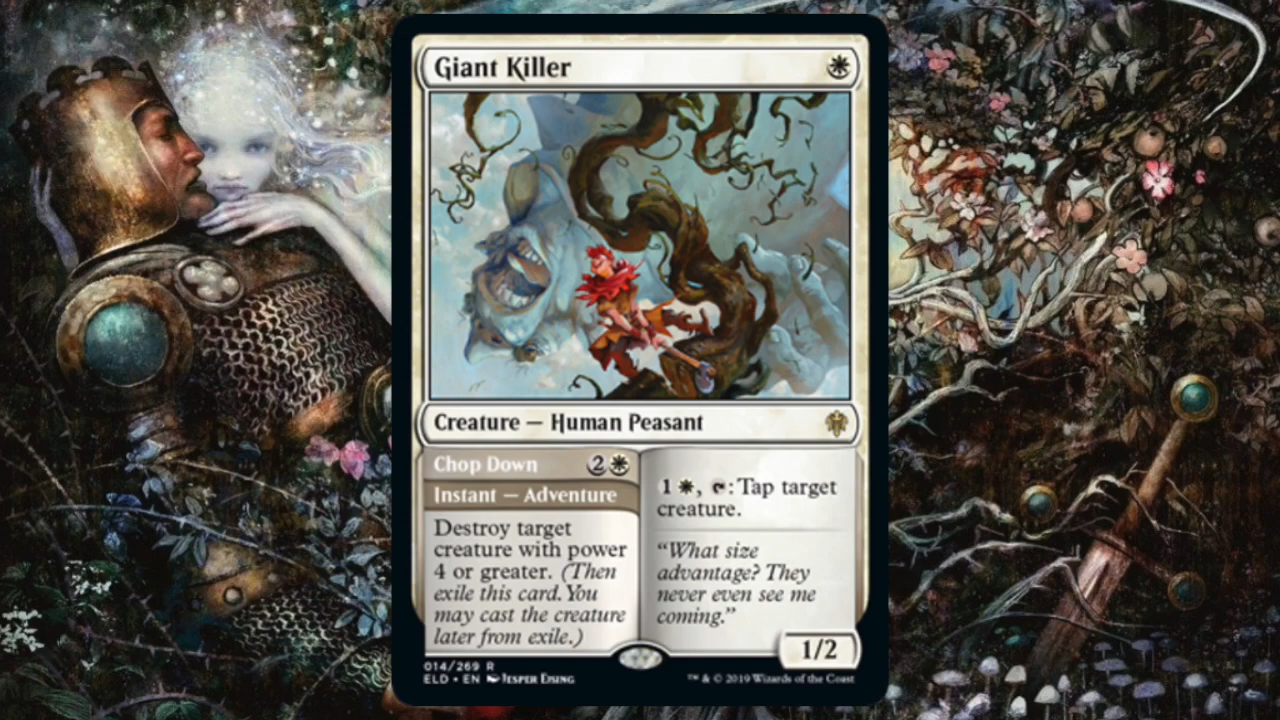 Giant Killer
Creature — Human Peasant
Chop Down 2
Instant — Adventure
Destroy target
creature with power
4 or greater. (Then
exile this card. You
may cast the creature
later from exile.)
1 , : Tap target
creature.
“What size
advantage? They
never even see me
coming.”
1/2
014/269 R
ELD • EN Jesper Ejsing
™ & © 2019 Wizards of the Coast